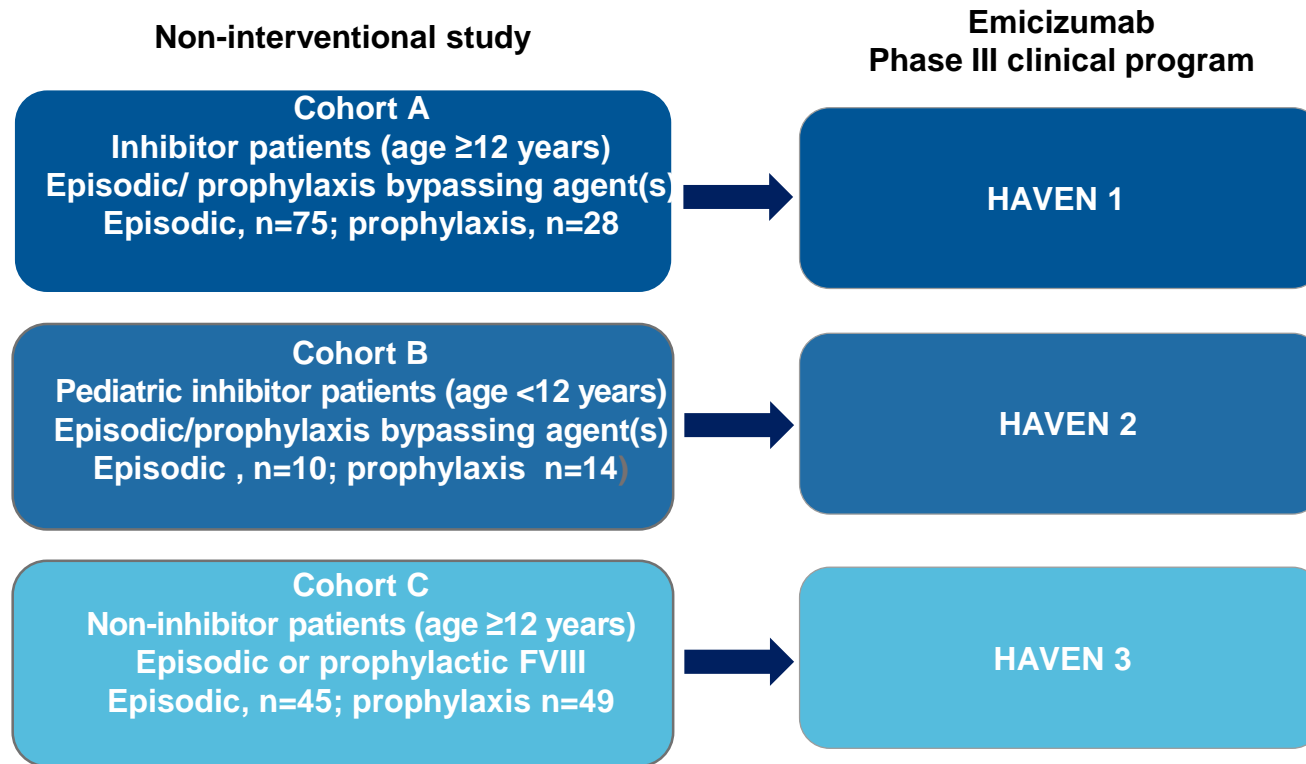 Non-interventional study
Emicizumab
Phase III clinical program
Cohort A
Inhibitor patients (age ≥12 years)
Episodic/ prophylaxis bypassing agent(s)
Episodic, n=75; prophylaxis, n=28
HAVEN 1
Cohort B
Pediatric inhibitor patients (age <12 years)
Episodic/prophylaxis bypassing agent(s)
Episodic , n=10; prophylaxis  n=14)
HAVEN 2
Cohort C
Non-inhibitor patients (age ≥12 years)
Episodic or prophylactic FVIII
Episodic, n=45; prophylaxis n=49
HAVEN 3